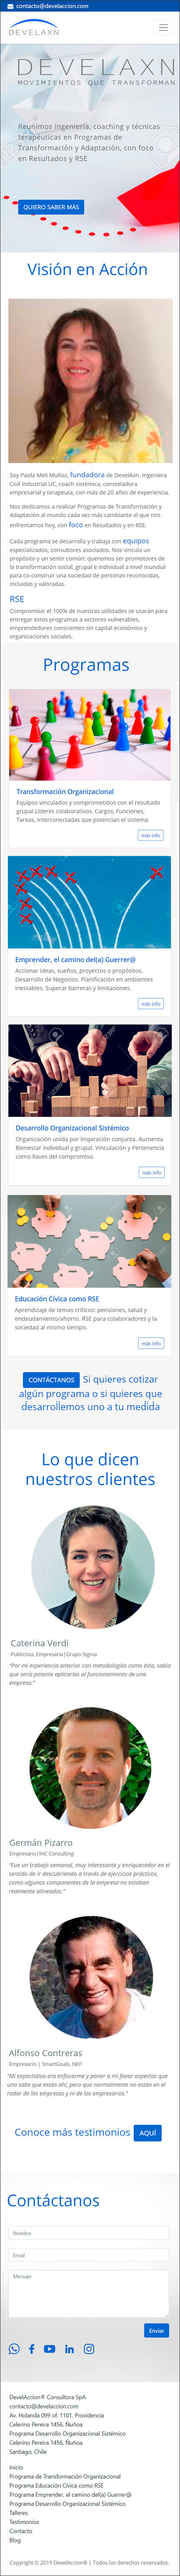 contacto@develaccion.com
DEVELAXN
DEVELAXN
MOVIMIENTOS QUE TRANSFORMAN
Reunimos ingeniería, coaching y técnicas
terapéuticas en Programas de
Transformación y Adaptación, con foco
en Resultados y RSE
QUIERO SABER MÁS
Visión en Acción
Soy Paola Meli Muñoz, fundadora de DevelAxn. Ingeniera
Civil Industrial UC, coach sistémica, consteladora
empresarial y terapeuta, con más de 20 años de experiencia.
Nos dedicamos a realizar Programas de Transformación y
Adaptación al mundo cada vez más cambiante al que nos
enfrentamos hoy, con foco en Resultados y en RSE.
Cada programa se desarrolla y trabaja con equipos
especializados, consultores asociados. Nos vincula un
propósito y un sentir común: queremos ser promotores de
la transformación social, grupal e individual a nivel mundial
para co-construir una sociedad de personas reconocidas,
incluidas y valoradas.
RSE
Compromiso: el 100% de nuestras utilidades se usarán para
entregar estos programas a sectores vulnerables,
emprendedores conscientes sin capital económico y
organizaciones sociales.
Programas
Transformación Organizacional
Equipos vinculados y comprometidos con el resultado
grupal.Líderes colaborativos. Cargos, Funciones,
Tareas, interconectadas que potencian el sistema.
más info
Emprender, el camino del(a) Guerrer@
Accionar ideas, sueños, proyectos o propósitos.
Desarrollo de Negocios. Planificación en ambientes
inestables. Superar barreras y limitaciones.
más info
Desarrollo Organizacional Sistémico
Organización unida por Inspiración conjunta. Aumenta
Bienestar individual y grupal. Vinculación y Pertenencia
como llaves del compromiso.
más info
Educación Cívica como RSE
Aprendizaje de temas críticos: pensiones, salud y
endeudamiento/ahorro. RSE para colaboradores y la
sociedad al mismo tiempo.
más info
CONTÁCTANOS Si quieres cotizar
algún programa o si quieres que
desarrollemos uno a tu medida
Lo que dicen
nuestros clientes
Caterina Verdi
Publicista, Empresaria|Grupo Sigma
"Por mi experiencia anterior con metodologías como ésta, sabía
que sería potente aplicarlas al funcionamiento de una
empresa."
Germán Pizarro
Empresario|IHC Consulting
"Fue un trabajo semanal, muy interesante y enriquecedor en el
sentido de ir descubriendo a través de ejercicios prácticos,
como algunos componentes de la empresa no estaban
realmente alineados."
Alfonso Contreras
Empresario | SmartGoals, NEP
"Mi expectativa era enfocarme y poner a mi favor aspectos que
uno sabe que están ahí, pero que normalmente no están en el
radar de las empresas y ni de los empresarios."
Conoce más testimonios AQUÍ
Contáctanos
Nombre
Email
Mensaje
Enviar
DevelAccion® Consultora SpA
contacto@develaccion.com
Av. Holanda 099 of. 1101, Providencia
Celerino Pereira 1456, Ñuñoa
Programa Desarrollo Organizacional Sistémico
Celerino Pereira 1456, Ñuñoa
Santiago, Chile
Inicio
Programa de Transformación Organizacional
Programa Educación Cívica como RSE
Programa Emprender, el camino del(a) Guerrer@
Programa Desarrollo Organizacional Sistémico
Talleres
Testimonios
Contacto
Blog
Copyright © 2019 DevelAccion® | Todos los derechos reservados.